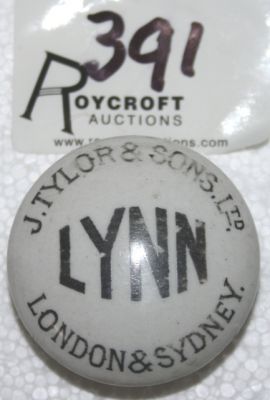 391
ROYCROFT
AUCTIONS
J. TYLOR & SONS. LTD
LYNN
LONDON & SYDNEY.